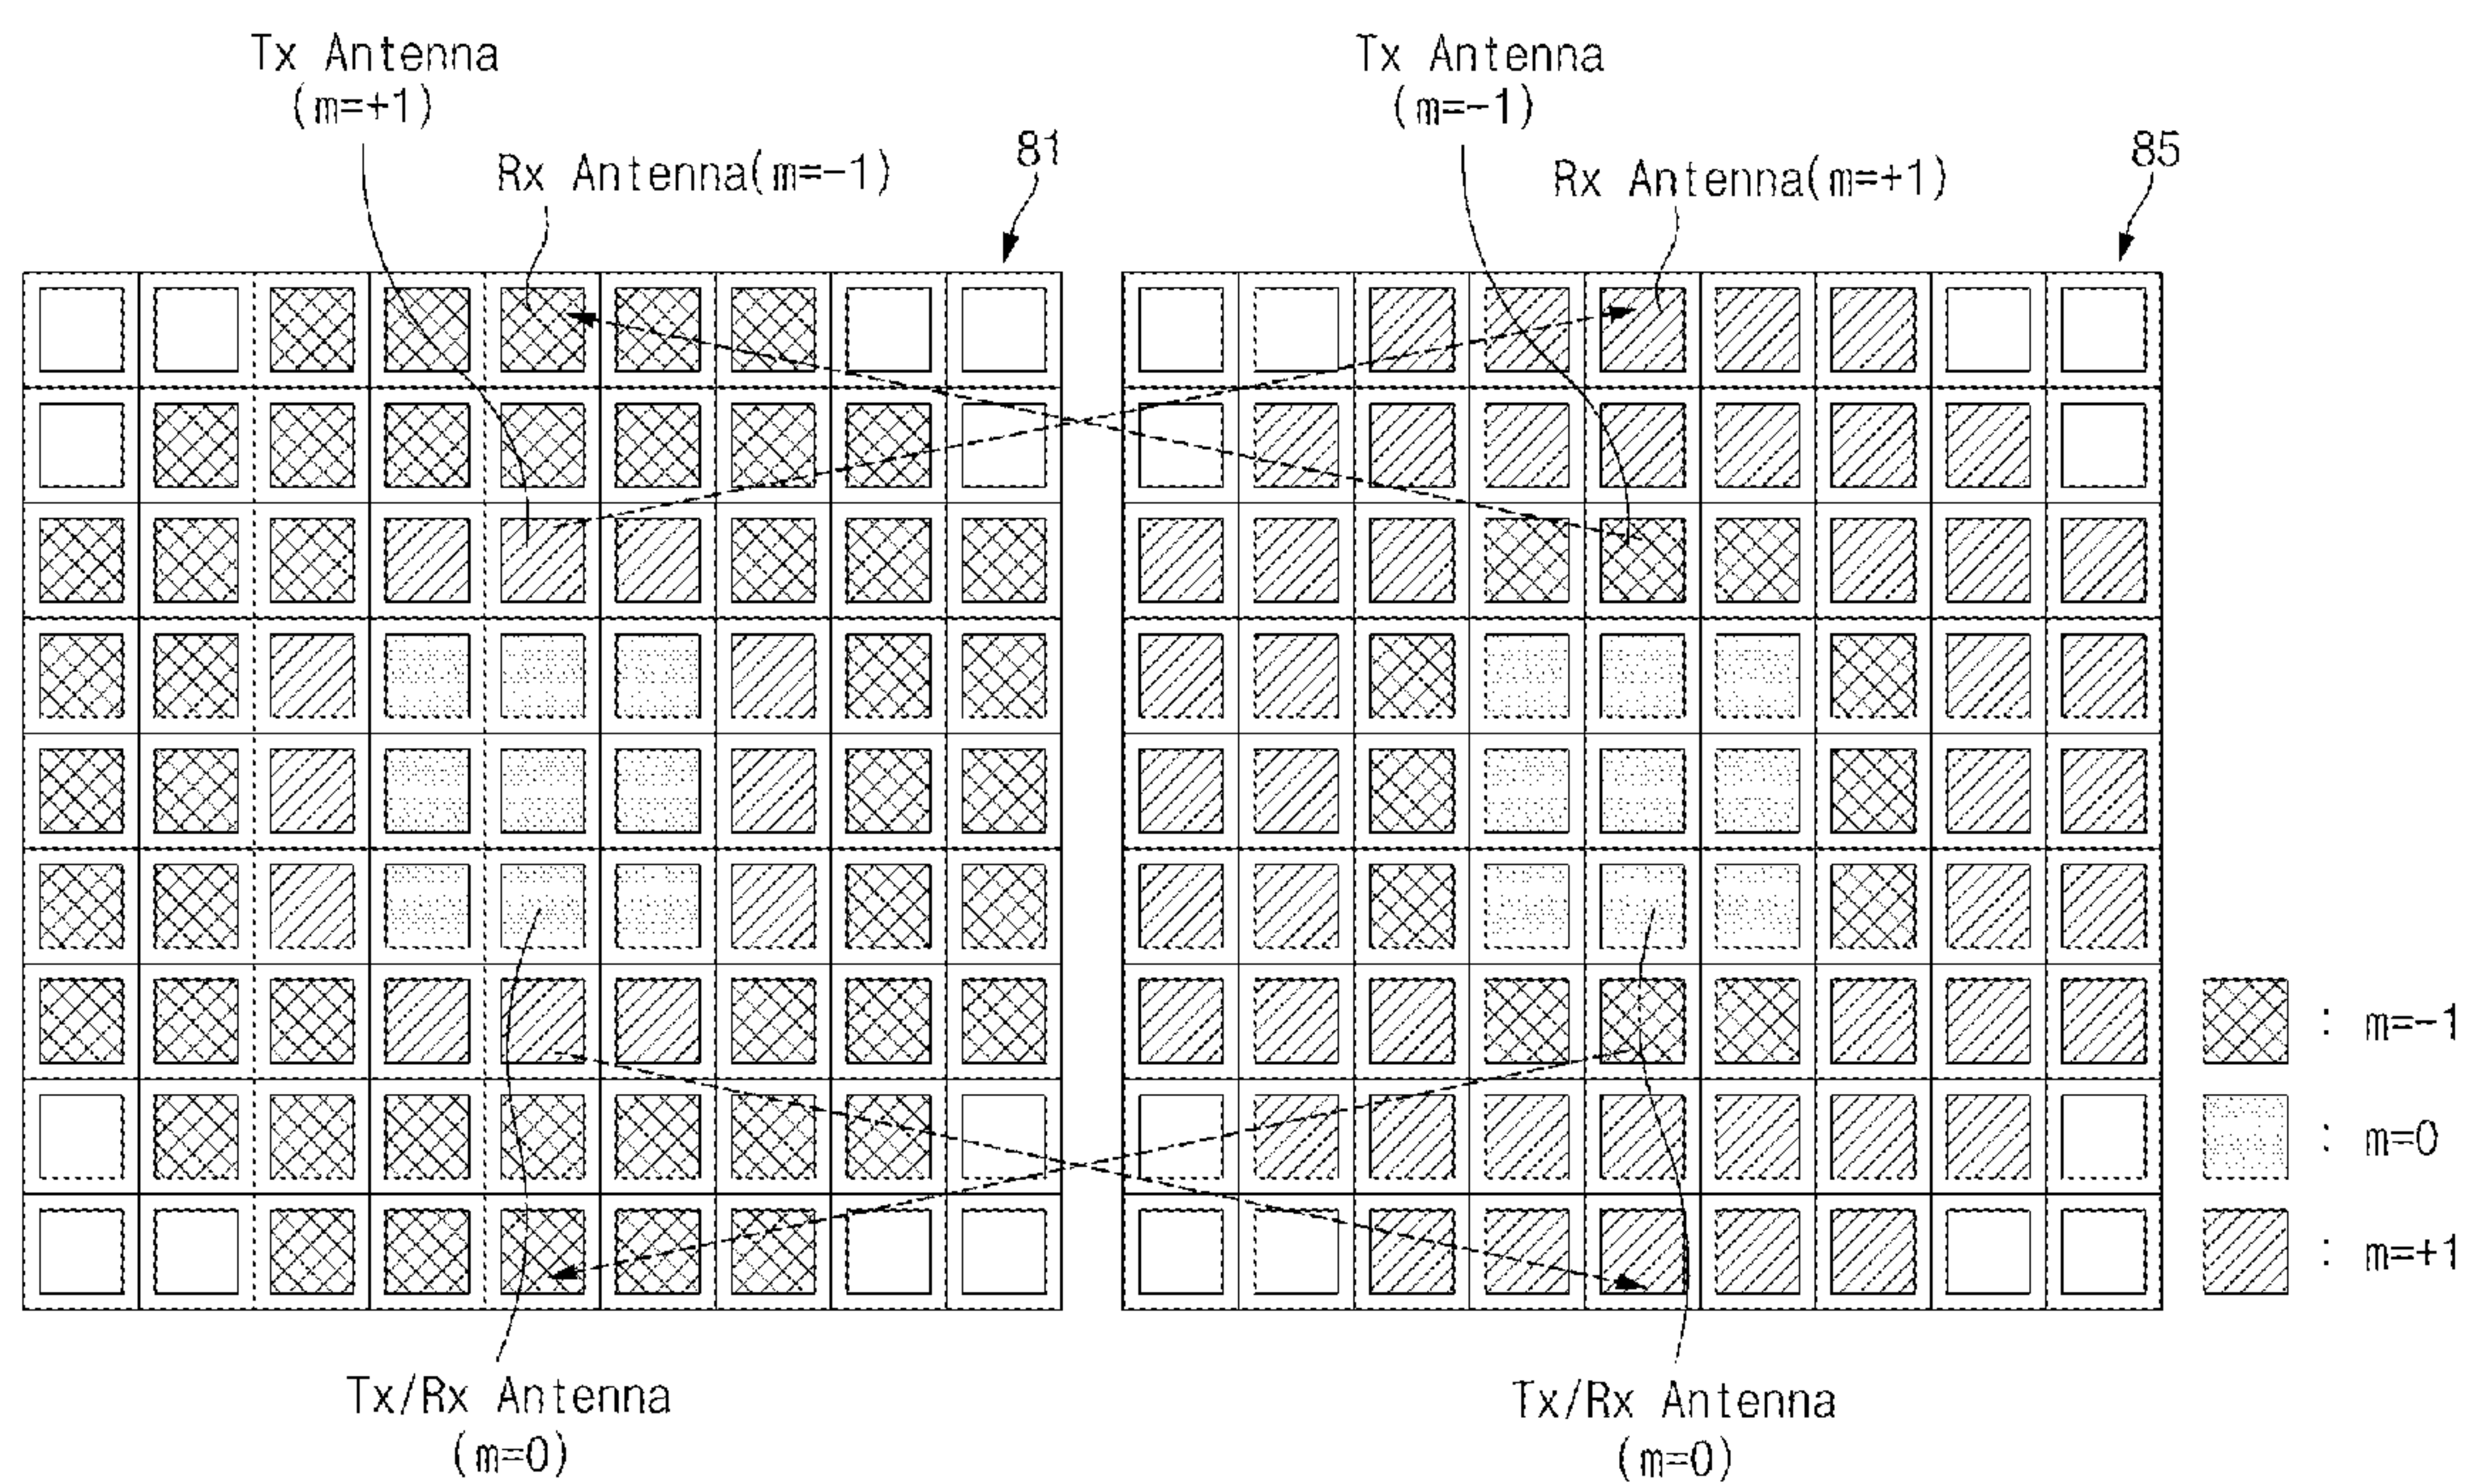 Tx Antenna
(m=+1)
Rx Antenna(m=-1)
81
Tx Antenna
(m=-1)
Rx Antenna(m=+1)
85
: m=-1
: m=0
: m=+1
Tx/Rx Antenna
(m=0)
Tx/Rx Antenna
(m=0)